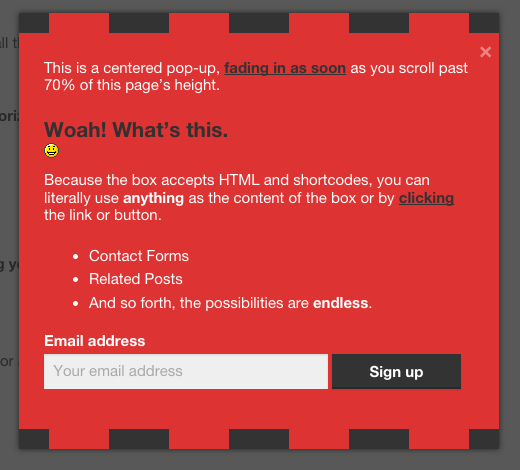 This is a centered pop-up, fading in as soon as you scroll past
70% of this page's height.
Woah! What's this.
Because the box accepts HTML and shortcodes, you can
literally use anything as the content of the box or by clicking
the link or button.
• Contact Forms
• Related Posts
• And so forth, the possibilities are endless.
Email address
Your email address
Sign up